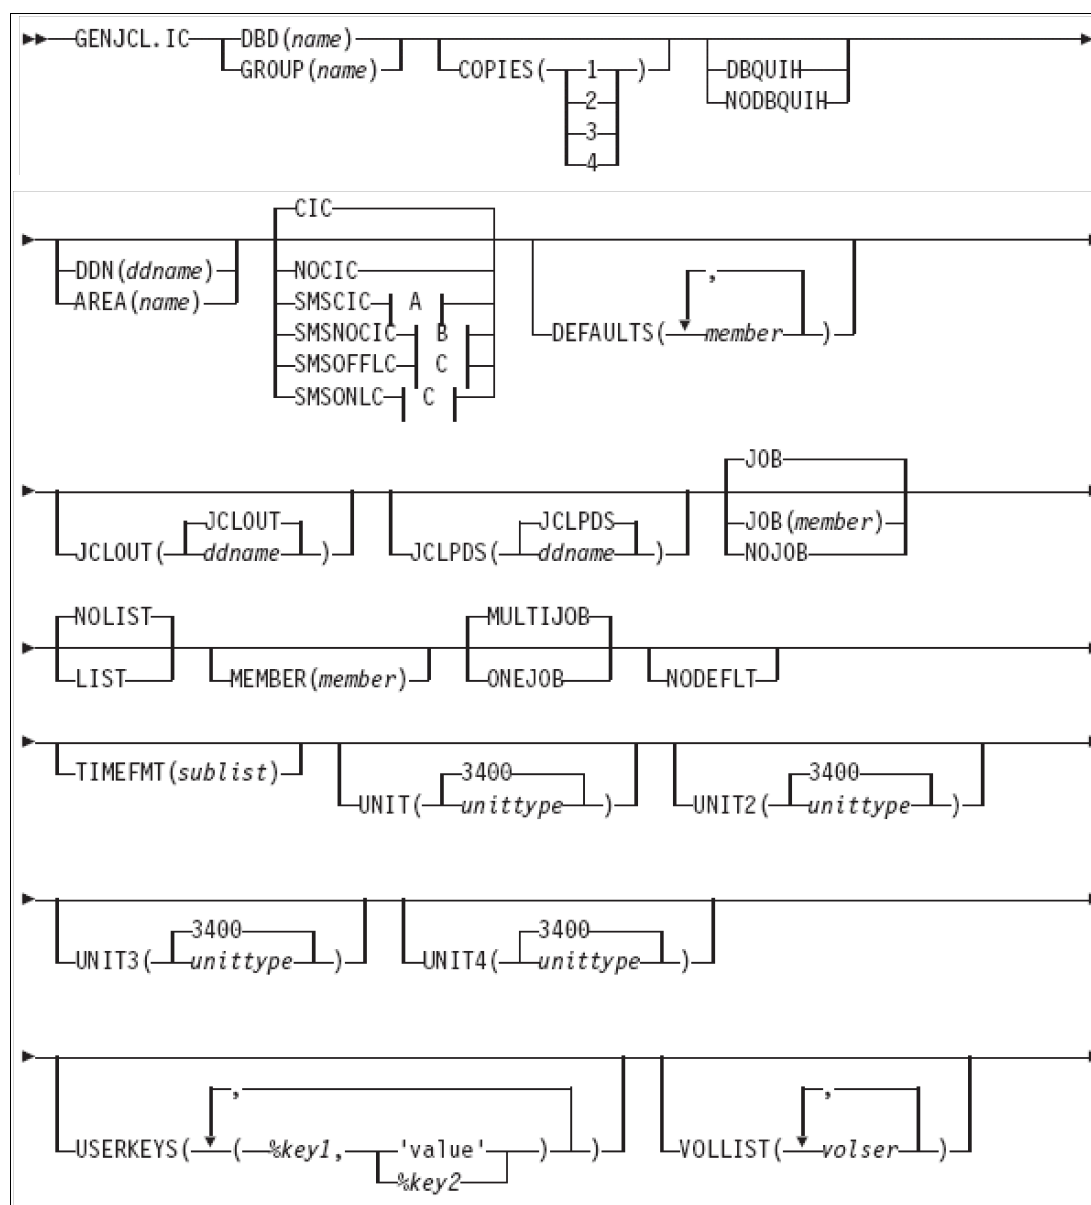 GENJCL.IC DBD(name)
GROUP(name) COPIES( 1 ) DBQUIH
2 NODBQUIH
3
4
CIC
DDN(ddname) NOCIC ,
AREA(name) SMSCIC A
SMSNOCIC B DEFAULTS( member )
SMSOFFLC C
SMSONLC C
JOB
JCLOUT JCLPDS JOB(member)
JCLOUT( ddname ) JCLPDS( ddname ) NOJOB
NOLIST MULTIJOB
LIST MEMBER(member) ONEJOB NODEFLT
TIMEFMT(sublist) 3400 3400
UNIT( unittype ) UNIT2( unittype )
3400 3400
UNIT3( unittype ) UNIT4( unittype )
, ,
USERKEYS( ( %key1, 'value' ) ) VOLLIST( volser )
%key2